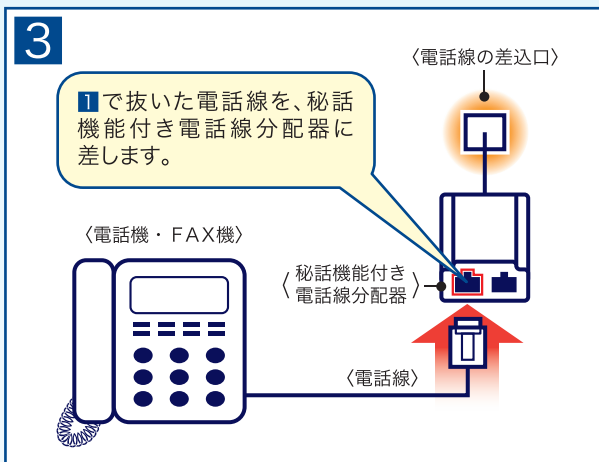 3
〈電話線の差込口〉
1で抜いた電話線を、秘話
機能付き電話線分配器に
差します。
〈電話機・FAX機〉
〈秘話機能付き
電話線分配器〉
〈電話線〉